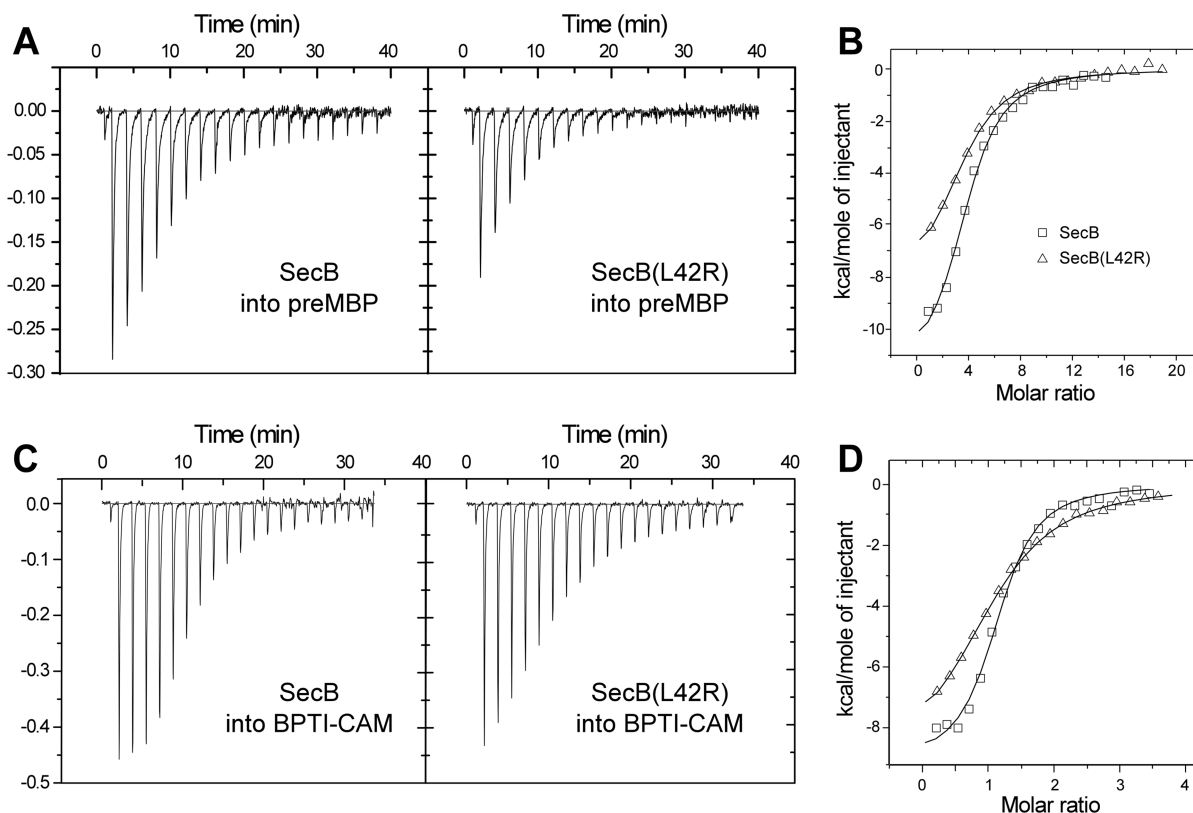 A
Time (min)
0 10 20 30 40
Time (min)
0 10 20 30 40
0.00
-0.05
-0.10
-0.15
-0.20
-0.25
-0.30
SecB
into preMBP
SecB(L42R)
into preMBP
B
0
-2
-4
-6
-8
-10
kcal/mole of injectant
SecB
SecB(L42R)
0 4 8 12 16 20
Molar ratio
C
Time (min)
0 10 20 30 40
Time (min)
0 10 20 30 40
0.0
-0.1
-0.2
-0.3
-0.4
-0.5
SecB
into BPTI-CAM
SecB(L42R)
into BPTI-CAM
D
0
-2
-4
-6
-8
kcal/mole of injectant
0 1 2 3 4
Molar ratio